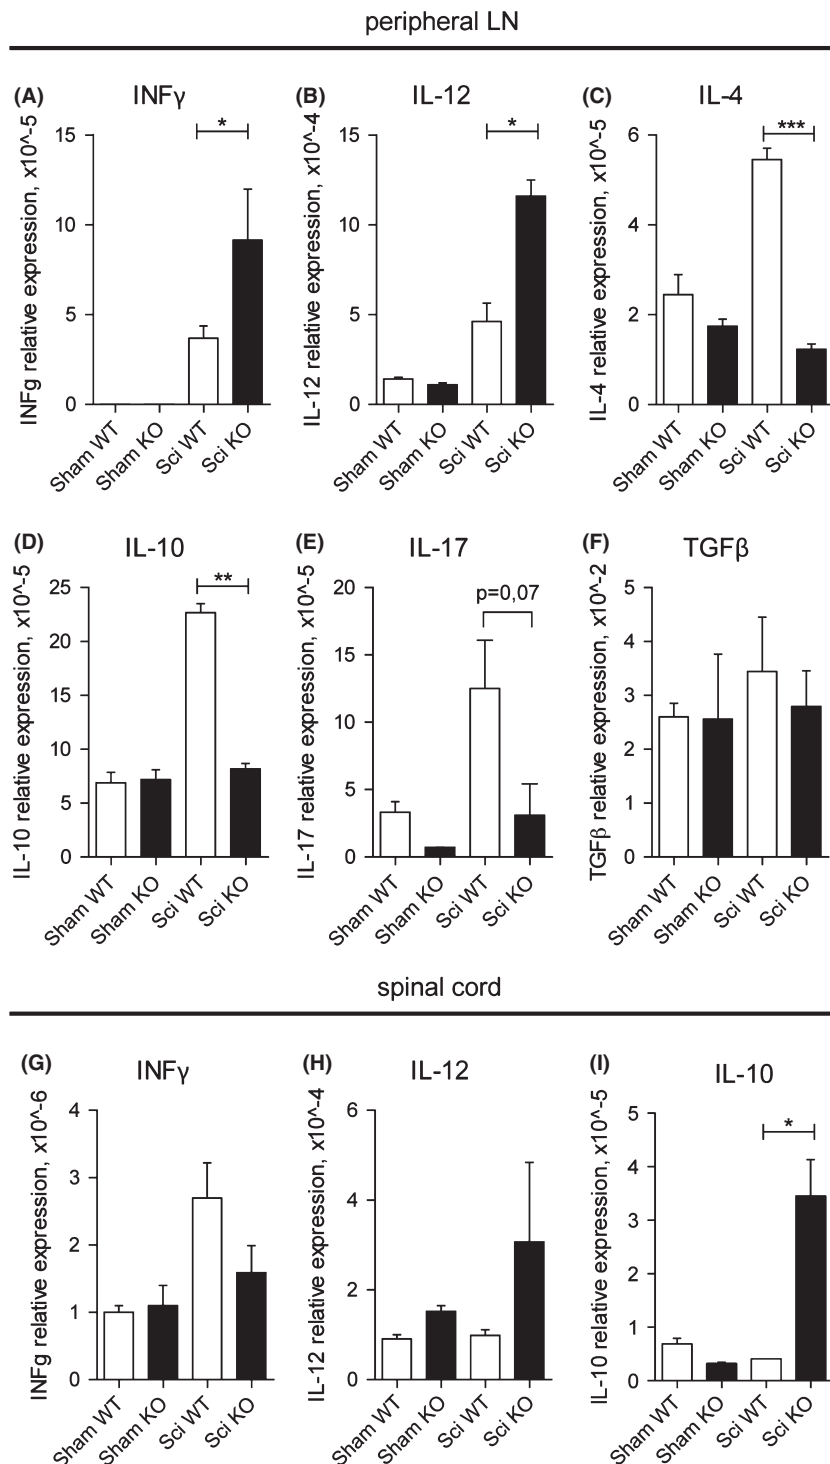 peripheral LN
(A) INFγ
INFg relative expression, x10^-5
15
10
5
0
*
Sham WT
Sham KO
Sci WT
Sci KO
(B) IL-12
IL-12 relative expression, x10^-4
15
10
5
0
*
Sham WT
Sham KO
Sci WT
Sci KO
(C) IL-4
IL-4 relative expression, x10^-5
6
4
2
0
***
Sham WT
Sham KO
Sci WT
Sci KO
(D) IL-10
IL-10 relative expression, x10^-5
25
20
15
10
5
0
**
Sham WT
Sham KO
Sci WT
Sci KO
(E) IL-17
IL-17 relative expression, x10^-5
20
15
10
5
0
p=0,07
Sham WT
Sham KO
Sci WT
Sci KO
(F) TGFβ
TGFβ relative expression, x10^-2
5
4
3
2
1
0
Sham WT
Sham KO
Sci WT
Sci KO
spinal cord
(G) INFγ
INFg relative expression, x10^-6
4
3
2
1
0
Sham WT
Sham KO
Sci WT
Sci KO
(H) IL-12
IL-12 relative expression, x10^-4
6
4
2
0
Sham WT
Sham KO
Sci WT
Sci KO
(I) IL-10
IL-10 relative expression, x10^-5
5
4
3
2
1
0
*
Sham WT
Sham KO
Sci WT
Sci KO